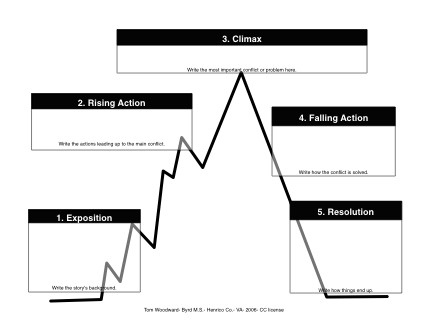 3. Climax
Write the most important conflict or problem here.
2. Rising Action
Write the actions leading up to the main conflict.
4. Falling Action
Write how the conflict is solved.
1. Exposition
Write the story's background.
5. Resolution
Write how things end up.
Tom Woodward- Byrd M.S.- Henrico Co.- VA- 2008- CC license